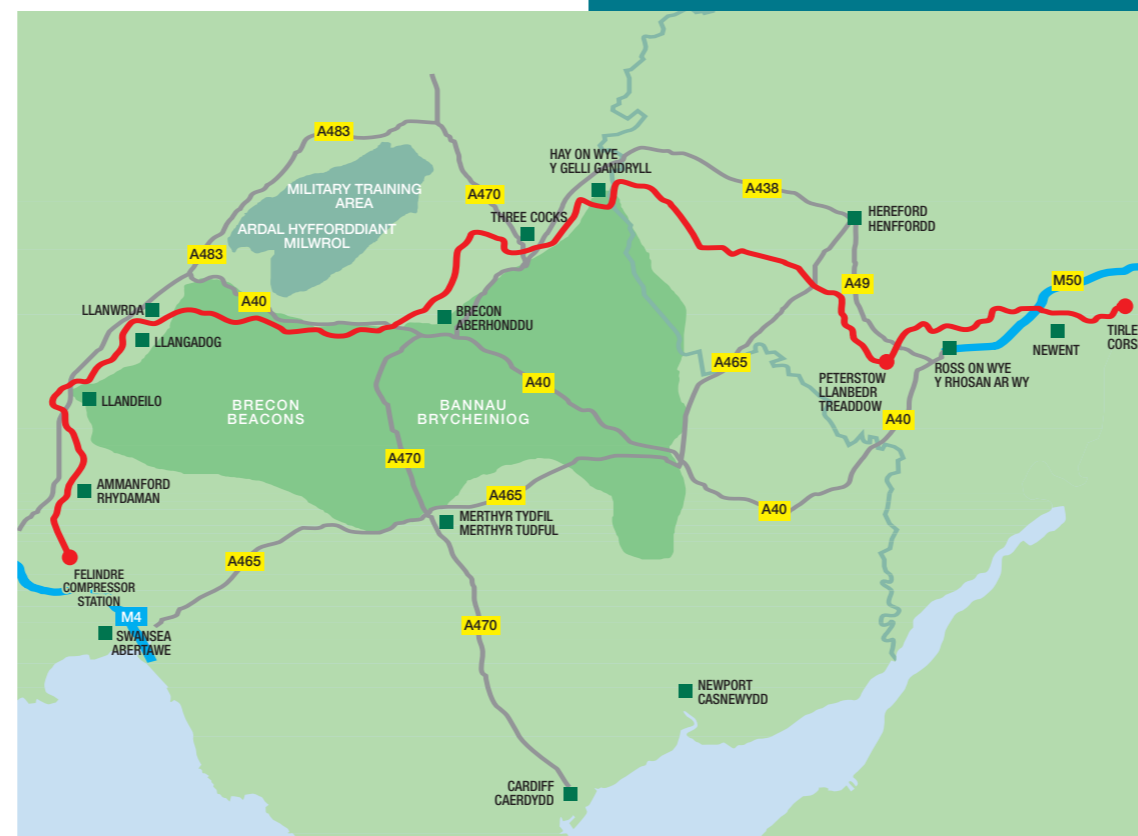 A483
HAY ON WYE
Y GELLI GANDRYLL
MILITARY TRAINING
AREA
A470
A438
THREE COCKS
HEREFORD
HENFFORDD
ARDAL HYFFORDDIANT
MILWROL
A483
M50
A49
A40
LLANWRDA
BRECON
ABERHONDDU
TIRLE
CORS
LLANGADOG
NEWENT
ROSS ON WYE
Y RHOSAN AR WY
A465
PETERSTOW
LLANBEDR
TREADDOW
A40
LLANDEILO
BRECON
BEACONS
BANNAU
BRYCHEINIOG
A40
A470
AMMANFORD
RHYDAMAN
A465
A40
MERTHYR TYDFIL
MERTHYR TUDFUL
A465
FELINDRE
COMPRESSOR
STATION
M4
SWANSEA
ABERTAWE
A470
NEWPORT
CASNEWYDD
CARDIFF
CAERDYDD